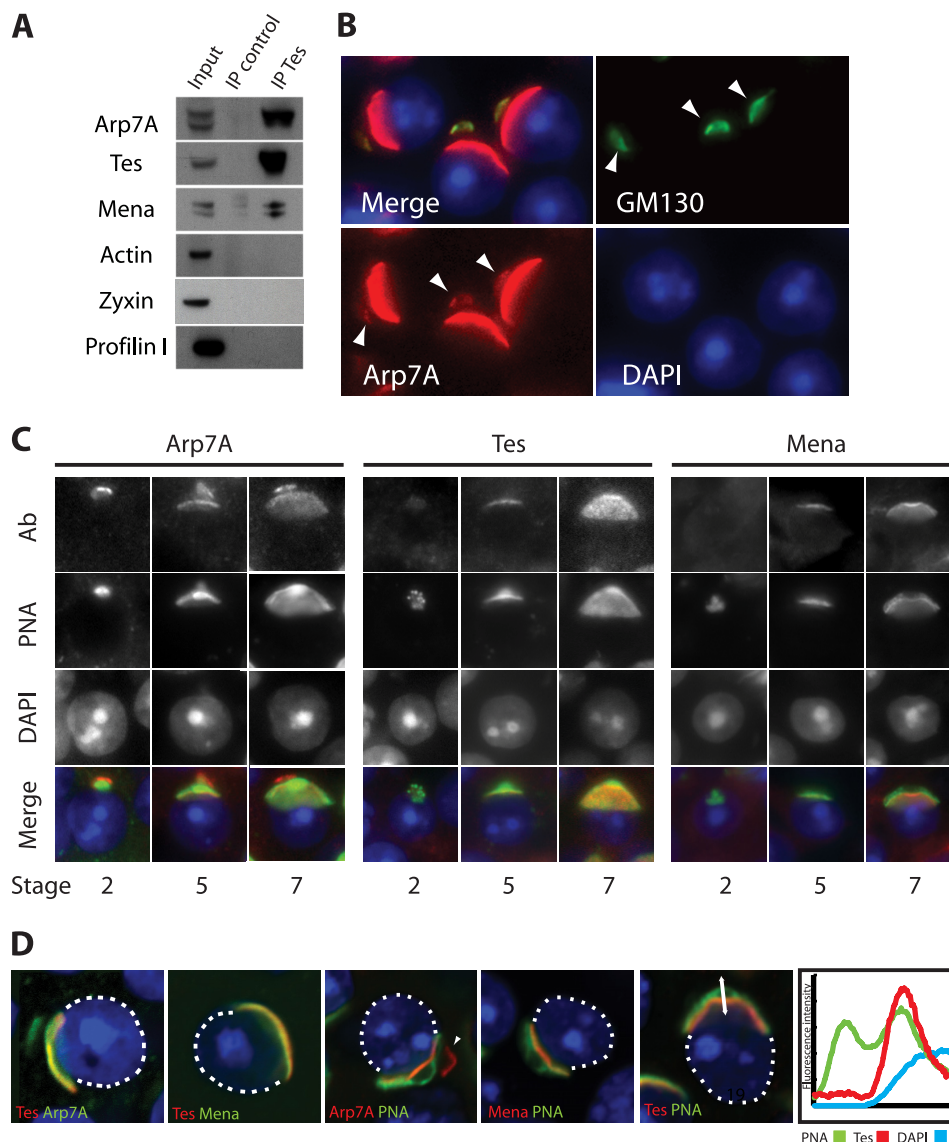 A
Input
IP control
IP Tes
Arp7A
Tes
Mena
Actin
Zyxin
Profilin I
B
Merge
GM130
Arp7A
DAPI
C
Arp7A Tes Mena
Ab
PNA
DAPI
Merge
Stage 2 5 7 2 5 7 2 5 7
D
Tes Arp7A
Tes Mena
Arp7A PNA
Mena PNA
Tes PNA
19
Fluorescence intensity
PNA Tes DAPI